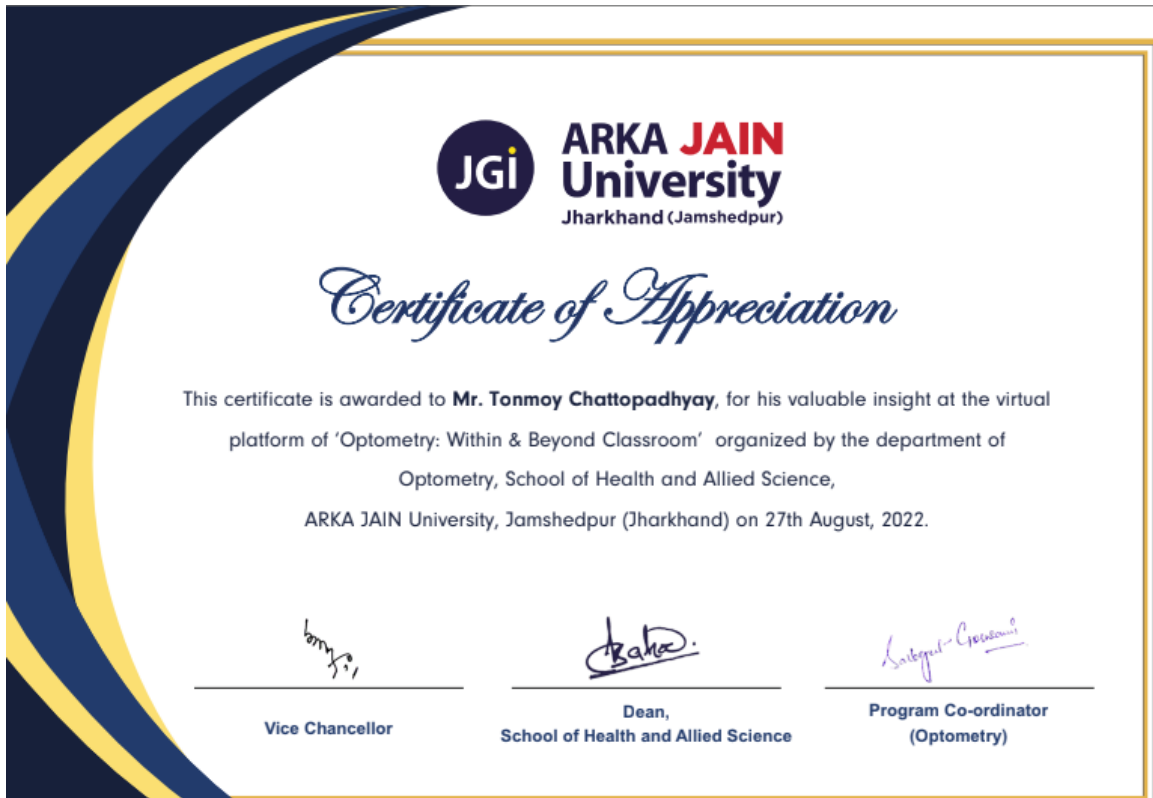 JGi
ARKA JAIN
University
Jharkhand (Jamshedpur)
Certificate of Appreciation
This certificate is awarded to Mr. Tonmoy Chattopadhyay, for his valuable insight at the virtual
platform of ‘Optometry: Within & Beyond Classroom’ organized by the department of
Optometry, School of Health and Allied Science,
ARKA JAIN University, Jamshedpur (Jharkhand) on 27th August, 2022.
Vice Chancellor
Dean,
School of Health and Allied Science
Program Co-ordinator
(Optometry)